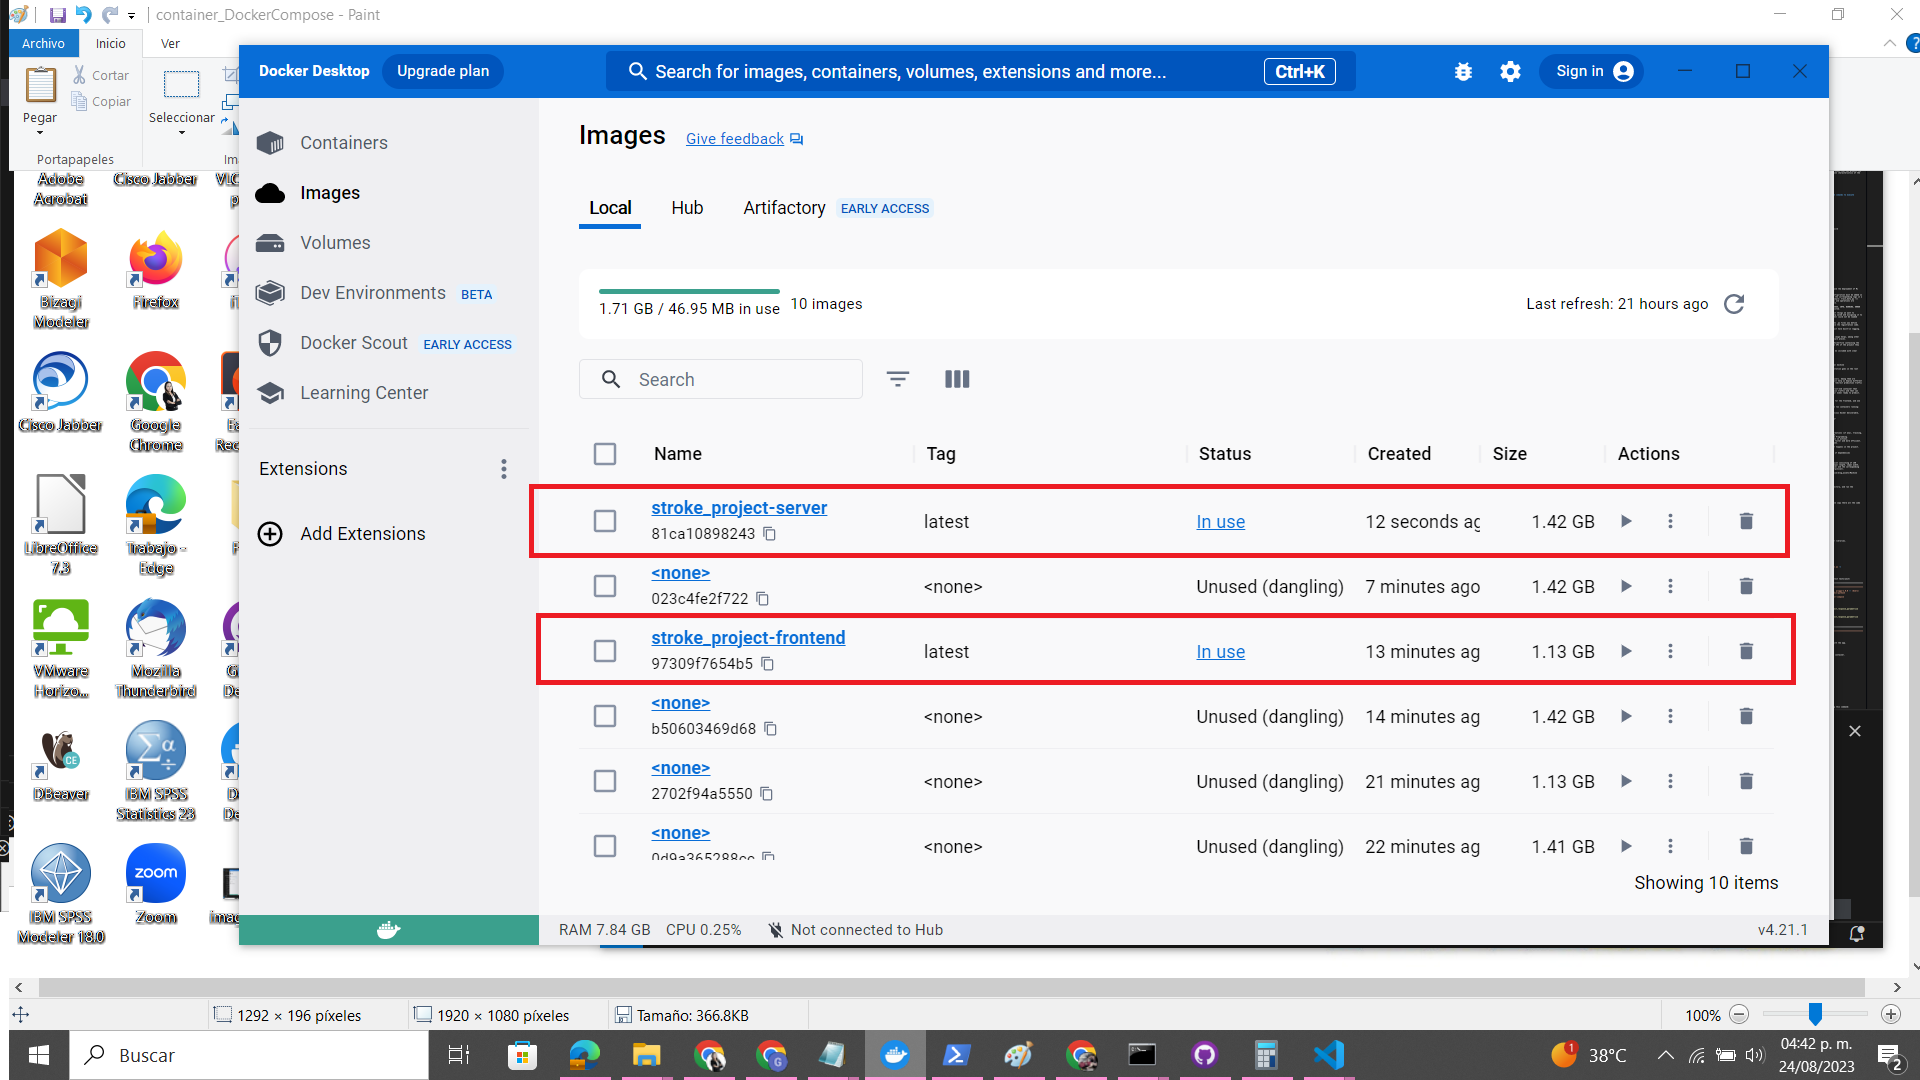 container_DockerCompose - Paint
Archivo
Inicio
Ver
Pegar
Cortar
Copiar
Seleccionar
Portapapeles
Docker Desktop
Upgrade plan
Search for images, containers, volumes, extensions and more...
Ctrl+K
Sign in
Containers
Images
Volumes
Dev Environments BETA
Docker Scout EARLY ACCESS
Learning Center
Extensions
Add Extensions
Images
Give feedback
Local
Hub
Artifactory EARLY ACCESS
1.71 GB / 46.95 MB in use
10 images
Last refresh: 21 hours ago
Search
Name Tag Status Created Size Actions
stroke_project-server
81ca10898243
latest In use 12 seconds ag 1.42 GB
<none>
023c4fe2f722
<none> Unused (dangling) 7 minutes ago 1.42 GB
stroke_project-frontend
97309f7654b5
latest In use 13 minutes ag 1.13 GB
<none>
b50603469d68
<none> Unused (dangling) 14 minutes ag 1.42 GB
<none>
2702f94a5550
<none> Unused (dangling) 21 minutes ag 1.13 GB
<none>
0d9a365288cc
<none> Unused (dangling) 22 minutes ag 1.41 GB
Showing 10 items
RAM 7.84 GB CPU 0.25% Not connected to Hub
v4.21.1
Adobe Acrobat
Cisco Jabber
VLC
Bizagi Modeler
Firefox
Cisco Jabber
Google Chrome
LibreOffice 7.3
Trabajo - Edge
VMware Horizo...
Mozilla Thunderbird
DBeaver
CE
IBM SPSS Statistics 23
IBM SPSS Modeler 18.0
zoom
Zoom
1292 × 196 píxeles
1920 × 1080 píxeles
Tamaño: 366.8KB
100%
Buscar
38°C
04:42 p. m.
24/08/2023
2